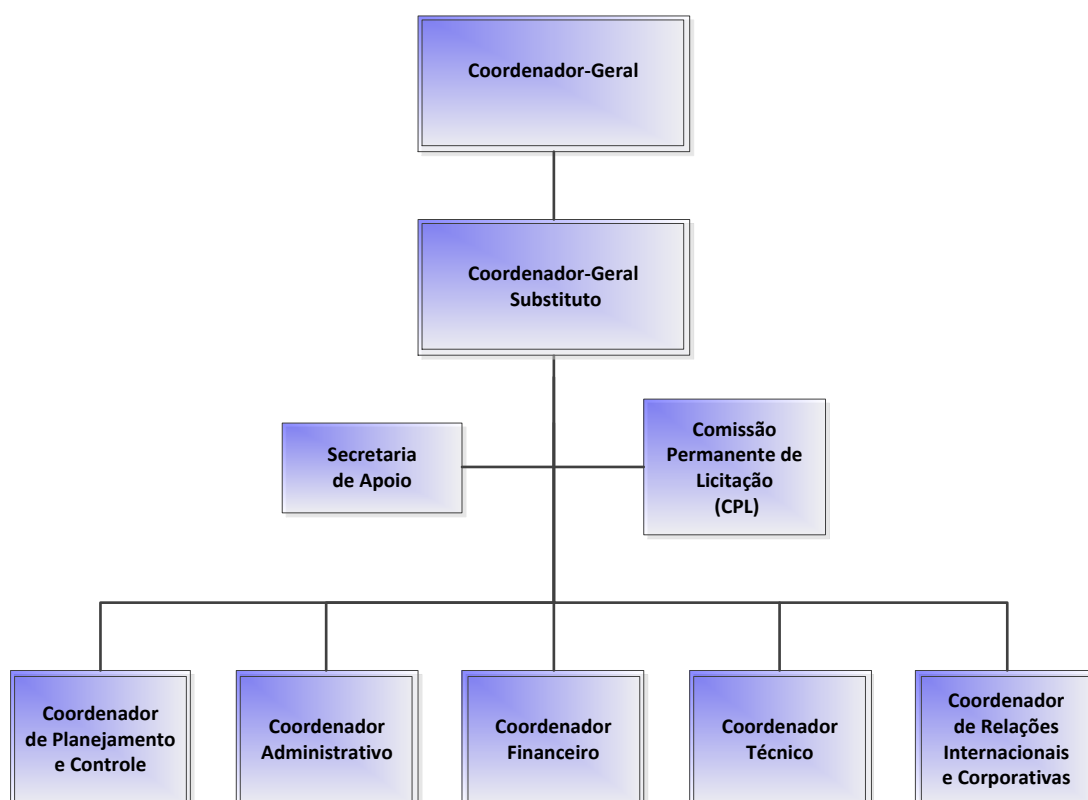 Coordenador-Geral
Coordenador-Geral
Substituto
Secretaria
de Apoio
Comissão
Permanente de
Licitação
(CPL)
Coordenador
de Planejamento
e Controle
Coordenador
Administrativo
Coordenador
Financeiro
Coordenador
Técnico
Coordenador
de Relações
Internacionais
e Corporativas